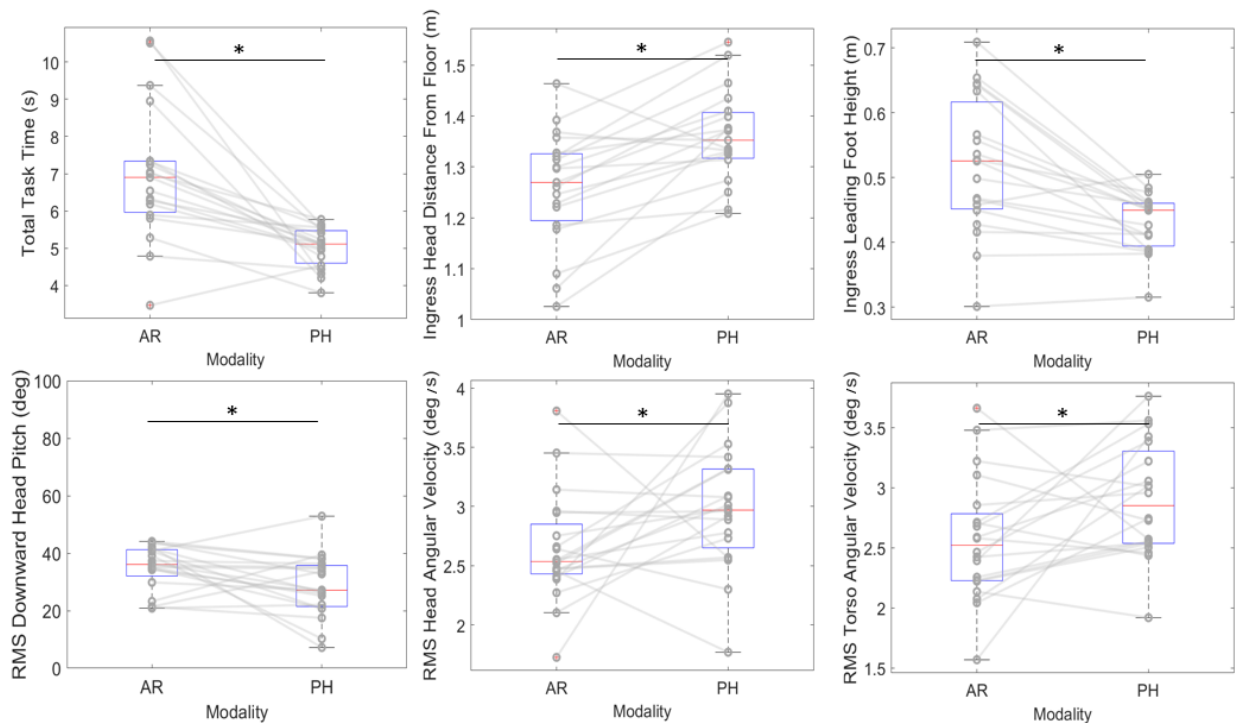 Total Task Time (s)
10
9
8
7
6
5
4
*
AR
PH
Modality
Ingress Head Distance From Floor (m)
1.5
1.4
1.3
1.2
1.1
1
*
AR
PH
Modality
Ingress Leading Foot Height (m)
0.7
0.6
0.5
0.4
0.3
*
AR
PH
Modality
RMS Downward Head Pitch (deg)
100
80
60
40
20
0
*
AR
PH
Modality
RMS Head Angular Velocity (deg /s)
4
3.5
3
2.5
2
*
AR
PH
Modality
RMS Torso Angular Velocity (deg /s)
3.5
3
2.5
2
1.5
*
AR
PH
Modality